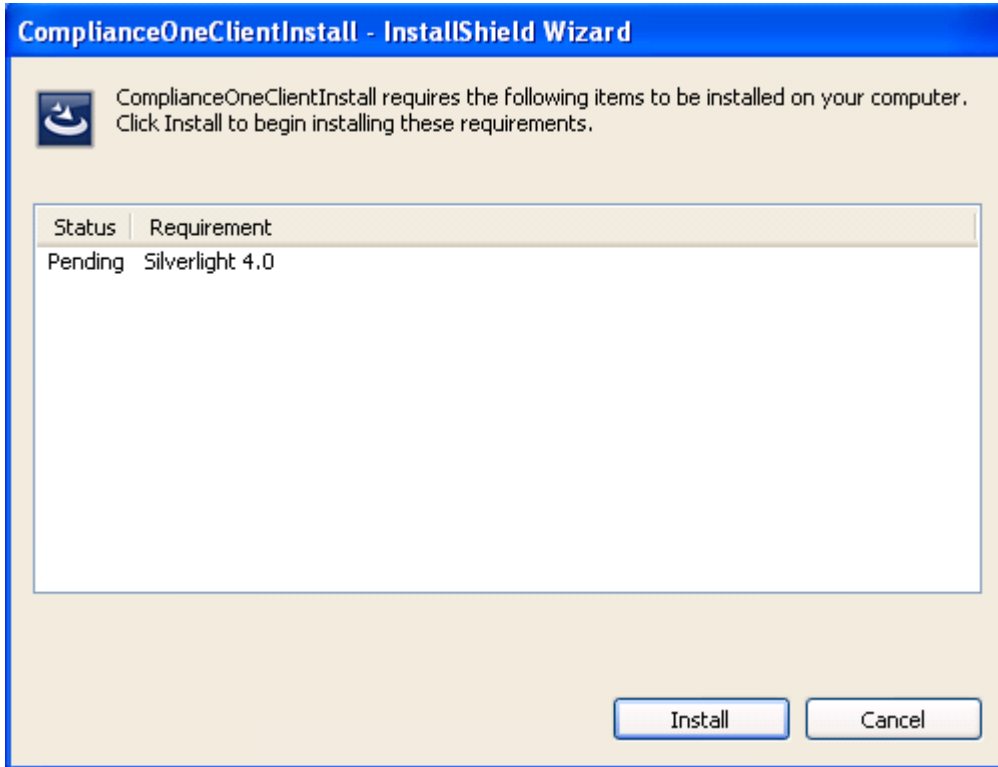 ComplianceOneClientInstall - InstallShield Wizard
ComplianceOneClientInstall requires the following items to be installed on your computer.
Click Install to begin installing these requirements.
Status Requirement
Pending Silverlight 4.0
Install Cancel